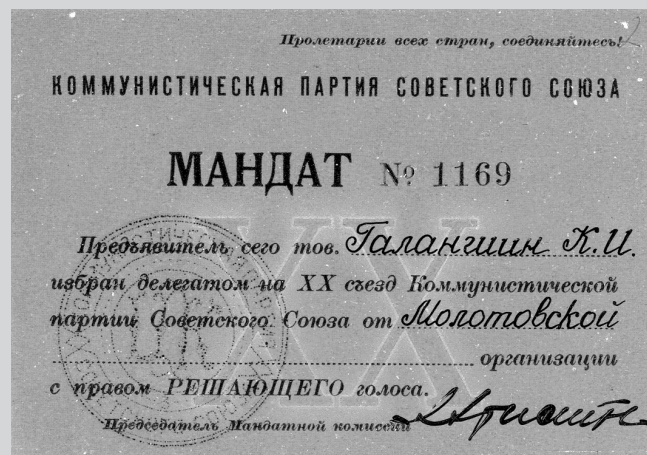 Пролетарии всех стран, соединяйтесь!
КОММУНИСТИЧЕСКАЯ ПАРТИЯ СОВЕТСКОГО СОЮЗА
МАНДАТ № 1169
Предъявитель сего тов. Галаншин К.И.
избран делегатом на XX съезд Коммунистической
партии Советского Союза от Молотовской
организации
с правом РЕШАЮЩЕГО голоса.
Председатель Мандатной комиссии